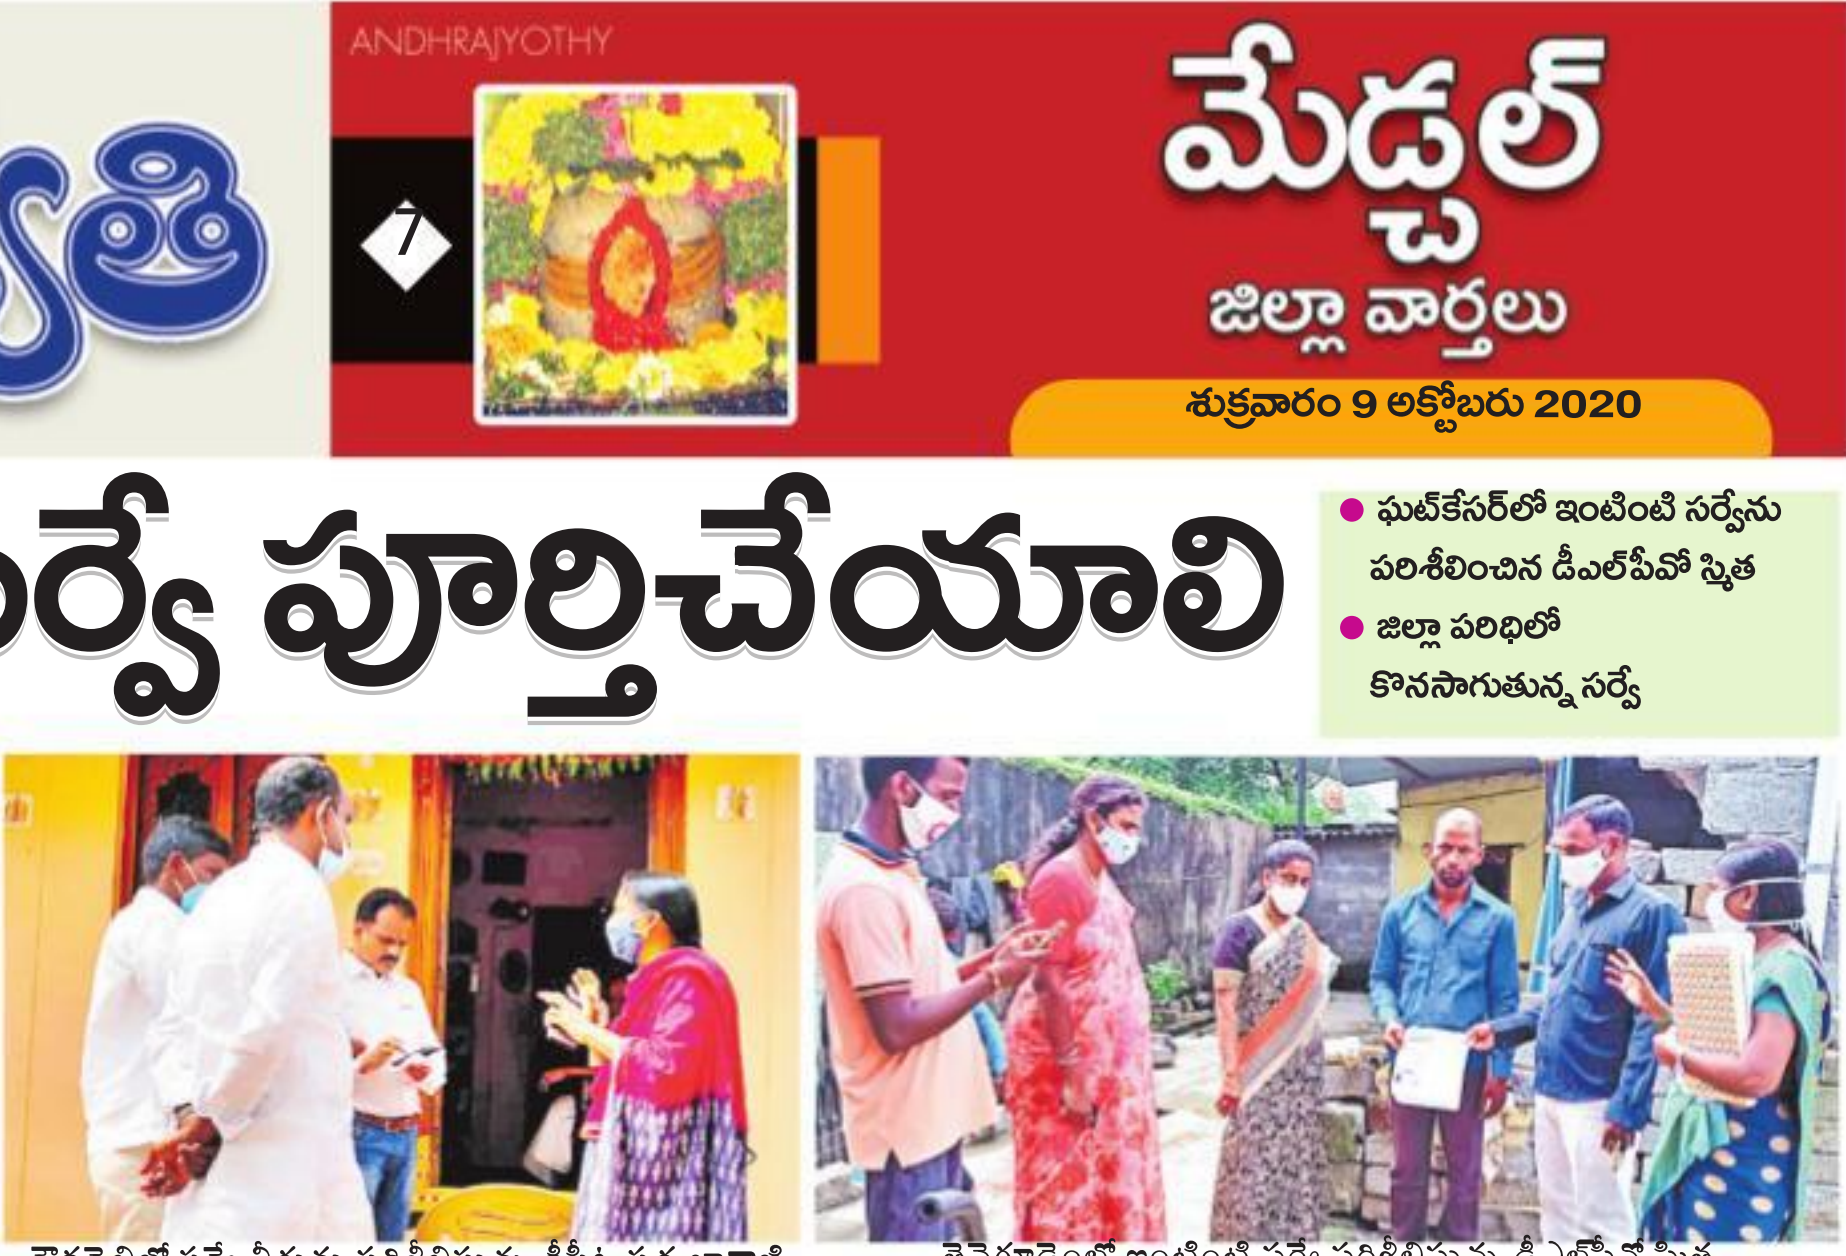 ANDHRAJYOTHY
7
మేడ్చల్
జిల్లా వార్తలు
శుక్రవారం 9 అక్టోబరు 2020
పూర్తిచేయాలి
● ఘట్‌కేసర్‌లో ఇంటింటి సర్వేను
పరిశీలించిన డీఎల్‌పీవో స్మిత
● జిల్లా పరిధిలో
కొనసాగుతున్న సర్వే